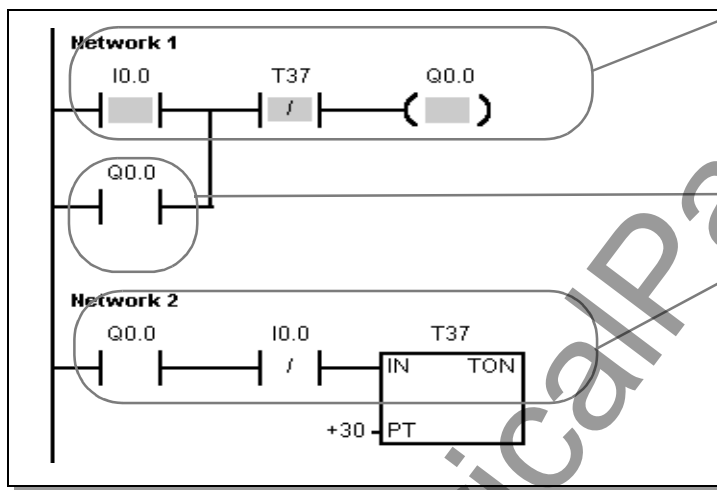 Network 1
I0.0 T37 Q0.0
/
Q0.0
Network 2
Q0.0 I0.0 T37
/ IN TON
+30 PT